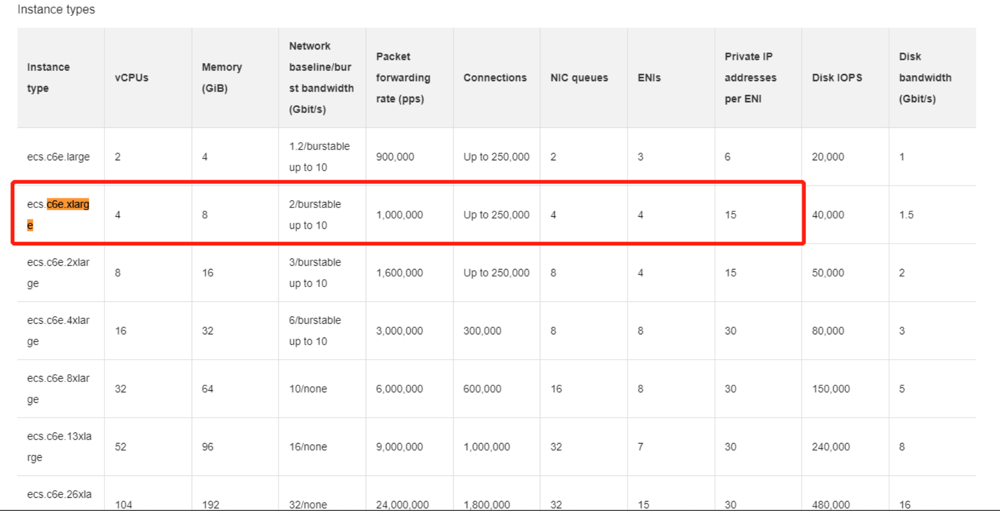 Instance types
Instance type vCPUs Memory (GiB) Network baseline/burst bandwidth (Gbit/s) Packet forwarding rate (pps) Connections NIC queues ENIs Private IP addresses per ENI Disk IOPS Disk bandwidth (Gbit/s)
ecs.c6e.large 2 4 1.2/burstable up to 10 900,000 Up to 250,000 2 3 6 20,000 1
ecs.c6e.xlarge 4 8 2/burstable up to 10 1,000,000 Up to 250,000 4 4 15 40,000 1.5
ecs.c6e.2xlarge 8 16 3/burstable up to 10 1,600,000 Up to 250,000 8 4 15 50,000 2
ecs.c6e.4xlarge 16 32 6/burstable up to 10 3,000,000 300,000 8 8 30 80,000 3
ecs.c6e.8xlarge 32 64 10/none 6,000,000 600,000 16 8 30 150,000 5
ecs.c6e.13xlarge 52 96 16/none 9,000,000 1,000,000 32 7 30 240,000 8
ecs.c6e.26xla 104 192 32/none 24,000,000 1,800,000 32 15 30 480,000 16